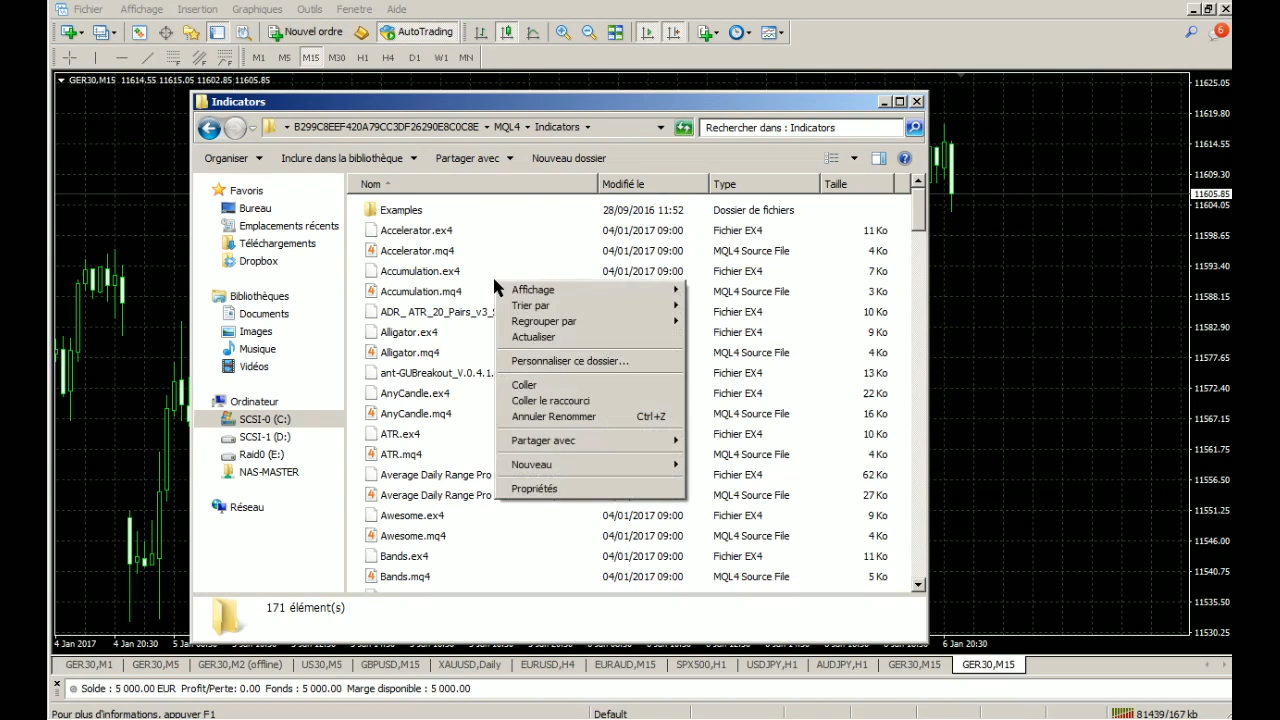 Fichier Affichage Insertion Graphiques Outils Fenetre Aide
Nouvel ordre AutoTrading 6
M1 M5 M15 M30 H1 H4 D1 W1 MN
GER30,M15 11614.55 11615.05 11602.85 11605.85
11625.05
11619.80
11614.55
11609.30
11605.85
11604.05
11598.65
11593.40
11588.15
11582.90
11577.65
11572.40
11567.15
11561.75
11556.50
11551.25
11546.00
11540.75
11535.50
11530.25
Indicators
B299C8EEF420A79CC3DF26290E8C0C8E MQL4 Indicators
Rechercher dans : Indicators
Organiser Inclure dans la bibliothèque Partager avec Nouveau dossier
Favoris
Bureau
Emplacements récents
Téléchargements
Dropbox
Bibliothèques
Documents
Images
Musique
Vidéos
Ordinateur
SCSI-0 (C:)
SCSI-1 (D:)
Raid0 (E:)
NAS-MASTER
Réseau
Nom Modifié le Type Taille
Examples 28/09/2016 11:52 Dossier de fichiers
Accelerator.ex4 04/01/2017 09:00 Fichier EX4 11 Ko
Accelerator.mq4 04/01/2017 09:00 MQL4 Source File 4 Ko
Accumulation.ex4 04/01/2017 09:00 Fichier EX4 7 Ko
Accumulation.mq4 MQL4 Source File 3 Ko
ADR_ ATR_20_Pairs_v3_ Fichier EX4 10 Ko
Alligator.ex4 Fichier EX4 9 Ko
Alligator.mq4 MQL4 Source File 4 Ko
ant-GUBreakout_V.0.4.1. Fichier EX4 13 Ko
AnyCandle.ex4 Fichier EX4 22 Ko
AnyCandle.mq4 MQL4 Source File 16 Ko
ATR.ex4 Fichier EX4 10 Ko
ATR.mq4 MQL4 Source File 4 Ko
Average Daily Range Pro Fichier EX4 62 Ko
Average Daily Range Pro MQL4 Source File 27 Ko
Awesome.ex4 04/01/2017 09:00 Fichier EX4 9 Ko
Awesome.mq4 04/01/2017 09:00 MQL4 Source File 4 Ko
Bands.ex4 04/01/2017 09:00 Fichier EX4 11 Ko
Bands.mq4 04/01/2017 09:00 MQL4 Source File 5 Ko
Affichage
Trier par
Regrouper par
Actualiser
Personnaliser ce dossier...
Coller
Coller le raccourci
Annuler Renommer Ctrl+Z
Partager avec
Nouveau
Propriétés
171 élément(s)
4 Jan 2017 4 Jan 20:30 6 Jan 20:30
GER30,M1 GER30,M5 GER30,M2 (offline) US30,M5 GBPUSD,M15 XAUUSD,Daily EURUSD,H4 EURAUD,M15 SPX500,H1 USDJPY,H1 AUDJPY,H1 GER30,M15 GER30,M15
Solde : 5 000.00 EUR Profit/Perte: 0.00 Fonds : 5 000.00 Marge disponible : 5 000.00
Pour plus d'informations, appuyer F1 Default 81439/167 kb